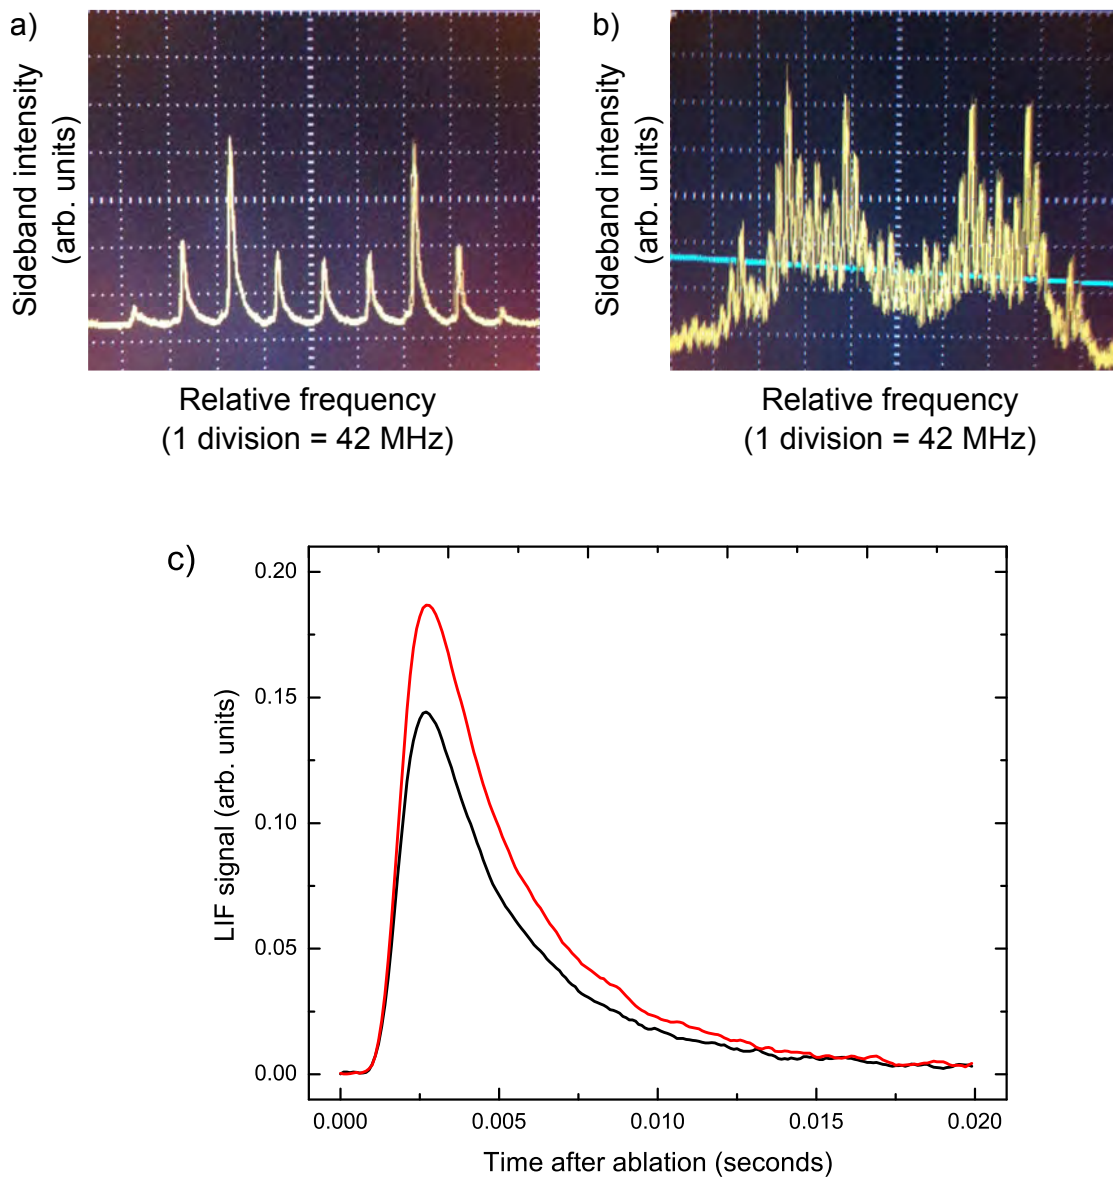 a)
Sideband intensity
(arb. units)
Relative frequency
(1 division = 42 MHz)
b)
Sideband intensity
(arb. units)
Relative frequency
(1 division = 42 MHz)
c)
LIF signal (arb. units)
0.20
0.15
0.10
0.05
0.00
0.000
0.005
0.010
0.015
0.020
Time after ablation (seconds)